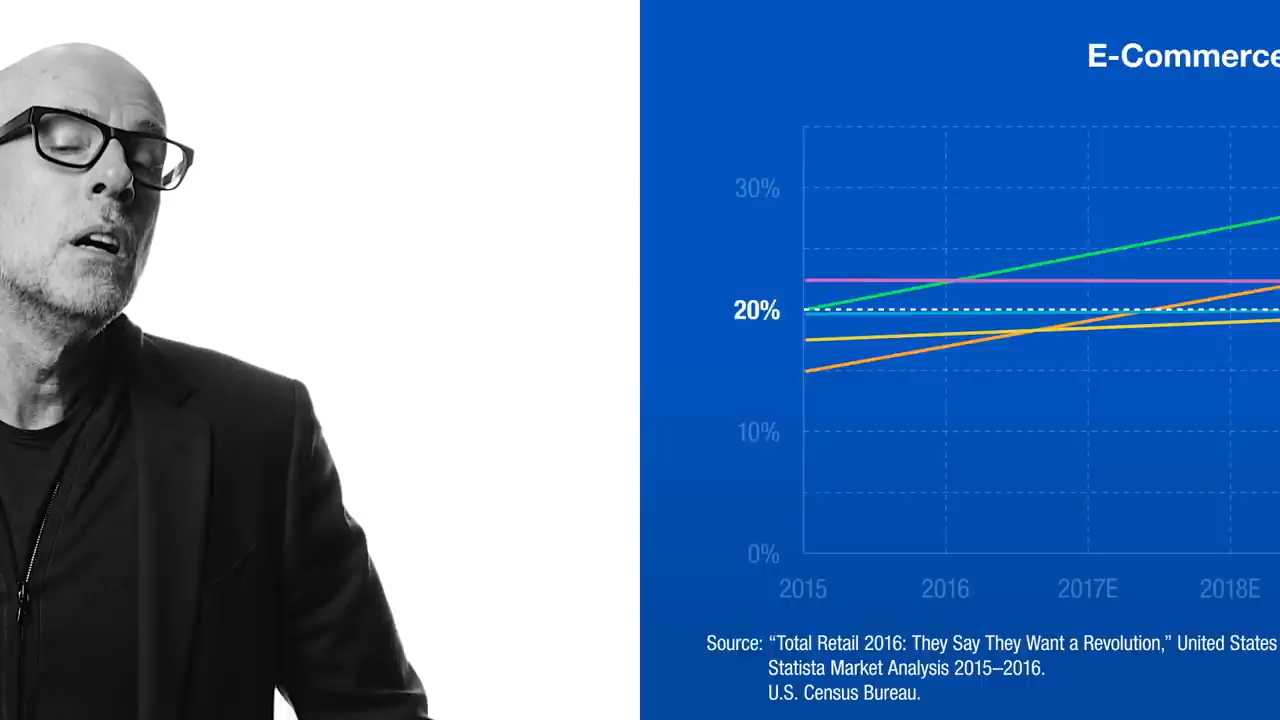 E-Commerce
30%
20%
10%
0%
2015 2016 2017E 2018E
Source: “Total Retail 2016: They Say They Want a Revolution,” United States
Statista Market Analysis 2015–2016.
U.S. Census Bureau.